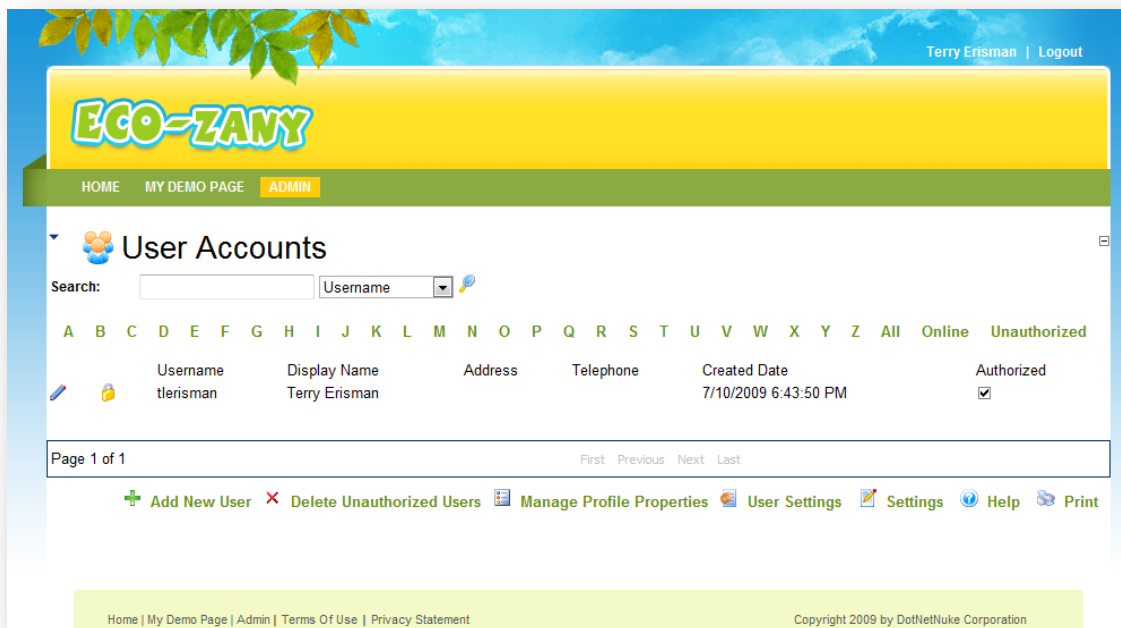 Terry Erisman | Logout
ECO-ZANY
HOME MY DEMO PAGE ADMIN
User Accounts
Search: Username
A B C D E F G H I J K L M N O P Q R S T U V W X Y Z All Online Unauthorized
Username Display Name Address Telephone Created Date Authorized
tlerisman Terry Erisman 7/10/2009 6:43:50 PM
Page 1 of 1 First Previous Next Last
Add New User Delete Unauthorized Users Manage Profile Properties User Settings Settings Help Print
Home | My Demo Page | Admin | Terms Of Use | Privacy Statement Copyright 2009 by DotNetNuke Corporation